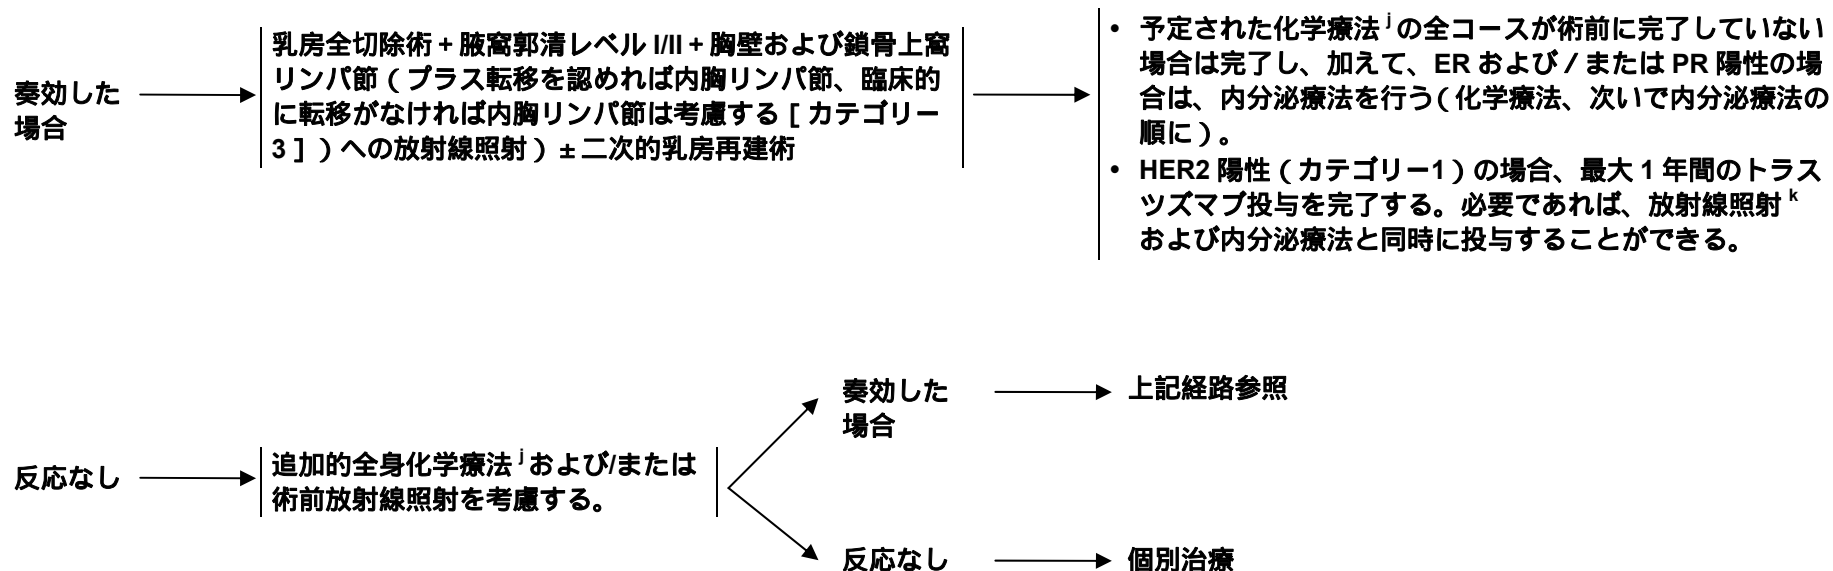 奏効した
場合
乳房全切除術 + 腋窩郭清レベル I/II + 胸壁および鎖骨上窩
リンパ節（プラス転移を認めれば内胸リンパ節、臨床的
に転移がなければ内胸リンパ節は考慮する［カテゴリー
3］）への放射線照射）± 二次的乳房再建術
• 予定された化学療法 j の全コースが術前に完了していない
場合は完了し、加えて、ER および／または PR 陽性の場
合は、内分泌療法を行う（化学療法、次いで内分泌療法の
順に）。
• HER2 陽性（カテゴリー1）の場合、最大 1 年間のトラス
ツズマブ投与を完了する。必要であれば、放射線照射 k
および内分泌療法と同時に投与することができる。
反応なし
追加的全身化学療法 j および/または
術前放射線照射を考慮する。
奏効した
場合
上記経路参照
反応なし
個別治療